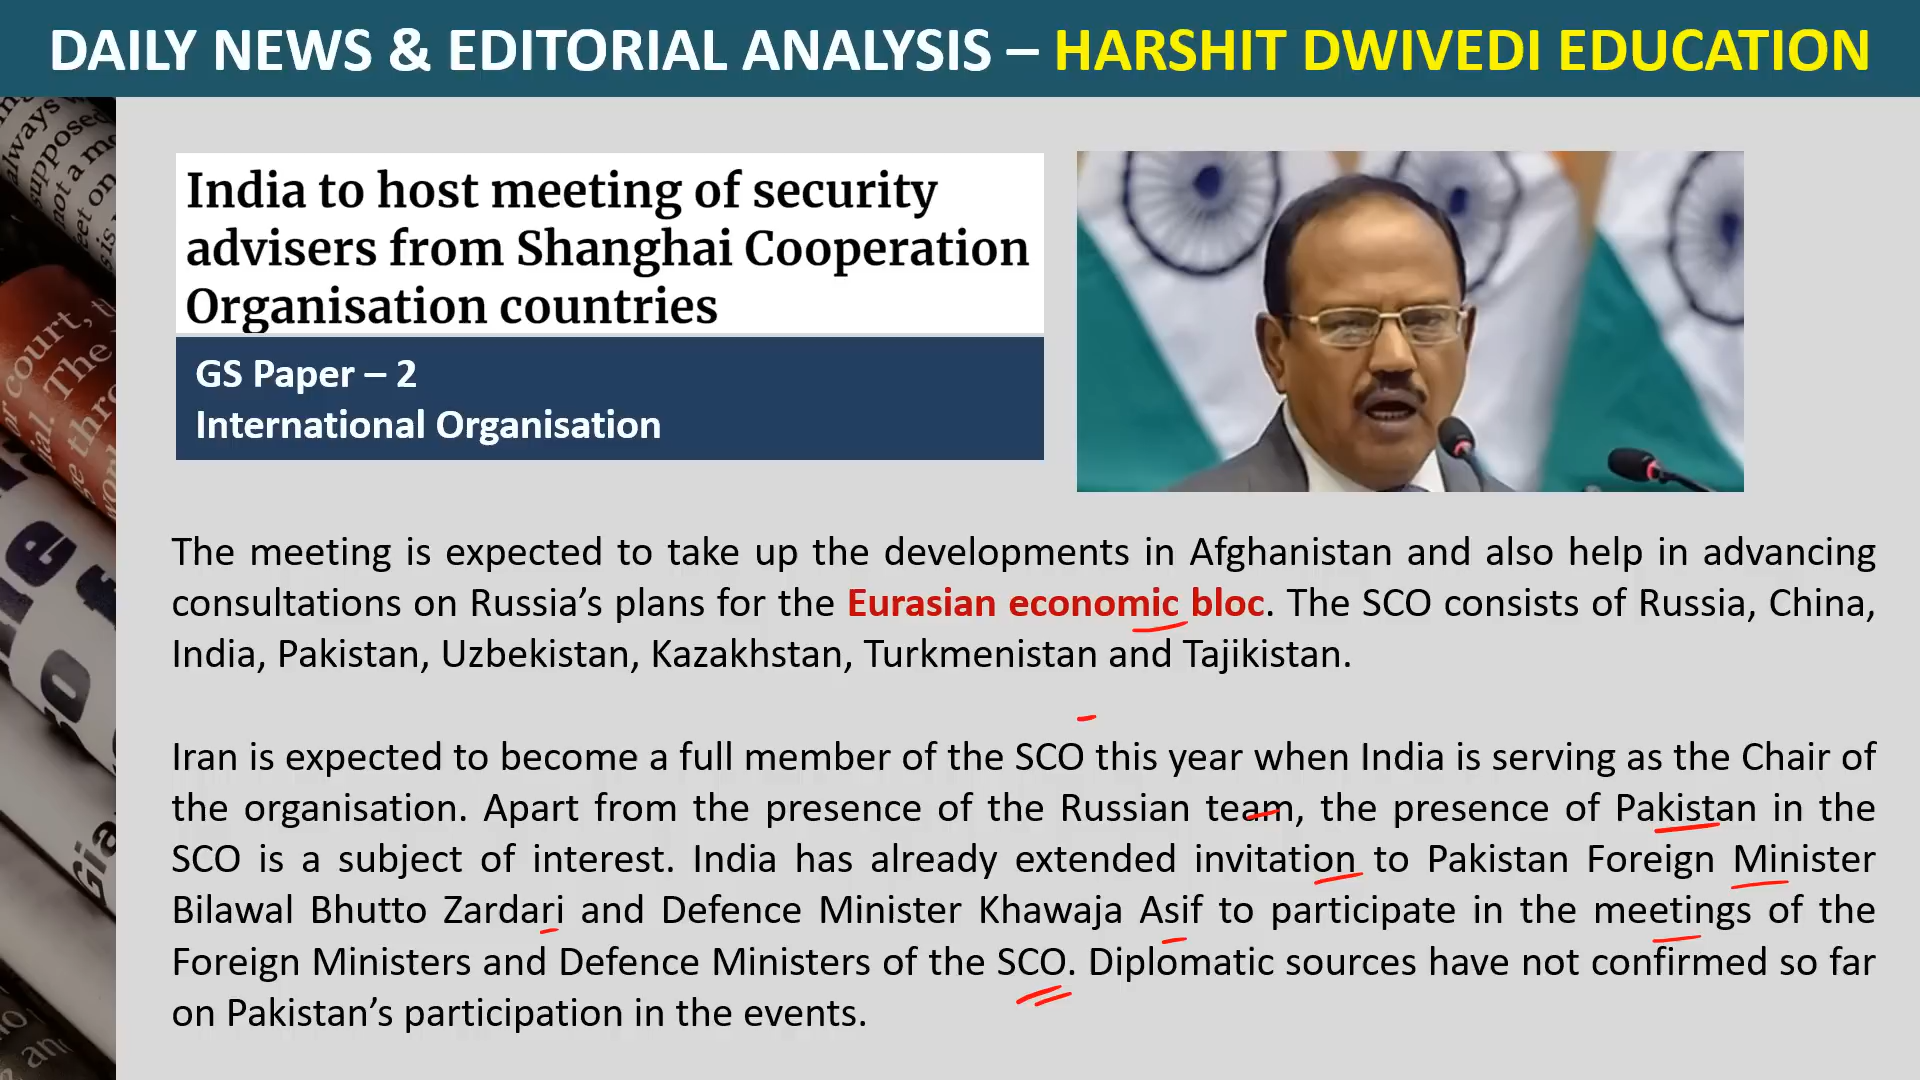 DAILY NEWS & EDITORIAL ANALYSIS – HARSHIT DWIVEDI EDUCATION
India to host meeting of security
advisers from Shanghai Cooperation
Organisation countries
GS Paper – 2
International Organisation
The meeting is expected to take up the developments in Afghanistan and also help in advancing
consultations on Russia’s plans for the Eurasian economic bloc. The SCO consists of Russia, China,
India, Pakistan, Uzbekistan, Kazakhstan, Turkmenistan and Tajikistan.
Iran is expected to become a full member of the SCO this year when India is serving as the Chair of
the organisation. Apart from the presence of the Russian team, the presence of Pakistan in the
SCO is a subject of interest. India has already extended invitation to Pakistan Foreign Minister
Bilawal Bhutto Zardari and Defence Minister Khawaja Asif to participate in the meetings of the
Foreign Ministers and Defence Ministers of the SCO. Diplomatic sources have not confirmed so far
on Pakistan’s participation in the events.